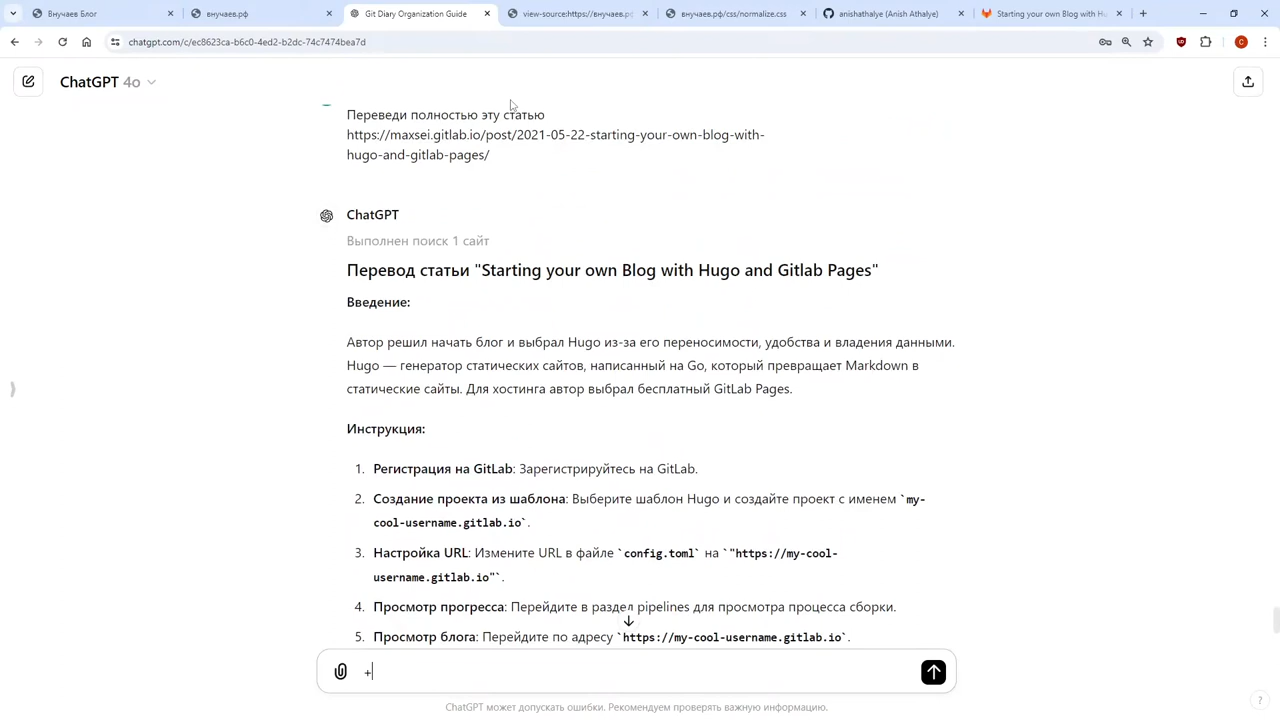 Внучаев Блог
внучаев.рф
Git Diary Organization Guide
view-source:https://внучаев.рф
внучаев.рф/css/normalize.css
anishathalye (Anish Athalye)
Starting your own Blog with Hu
chatgpt.com/c/ec8623ca-b6c0-4ed2-b2dc-74c7474bea7d
C
ChatGPT 4o
Переведи полностью эту статью
https://maxsei.gitlab.io/post/2021-05-22-starting-your-own-blog-with-
hugo-and-gitlab-pages/
ChatGPT
Выполнен поиск 1 сайт
Перевод статьи "Starting your own Blog with Hugo and Gitlab Pages"
Введение:
Автор решил начать блог и выбрал Hugo из-за его переносимости, удобства и владения данными.
Hugo — генератор статических сайтов, написанный на Go, который превращает Markdown в
статические сайты. Для хостинга автор выбрал бесплатный GitLab Pages.
Инструкция:
1. Регистрация на GitLab: Зарегистрируйтесь на GitLab.
2. Создание проекта из шаблона: Выберите шаблон Hugo и создайте проект с именем `my-
cool-username.gitlab.io`.
3. Настройка URL: Измените URL в файле `config.toml` на `"https://my-cool-
username.gitlab.io"`.
4. Просмотр прогресса: Перейдите в раздел pipelines для просмотра процесса сборки.
5. Просмотр блога: Перейдите по адресу `https://my-cool-username.gitlab.io`.
+
ChatGPT может допускать ошибки. Рекомендуем проверять важную информацию.
?